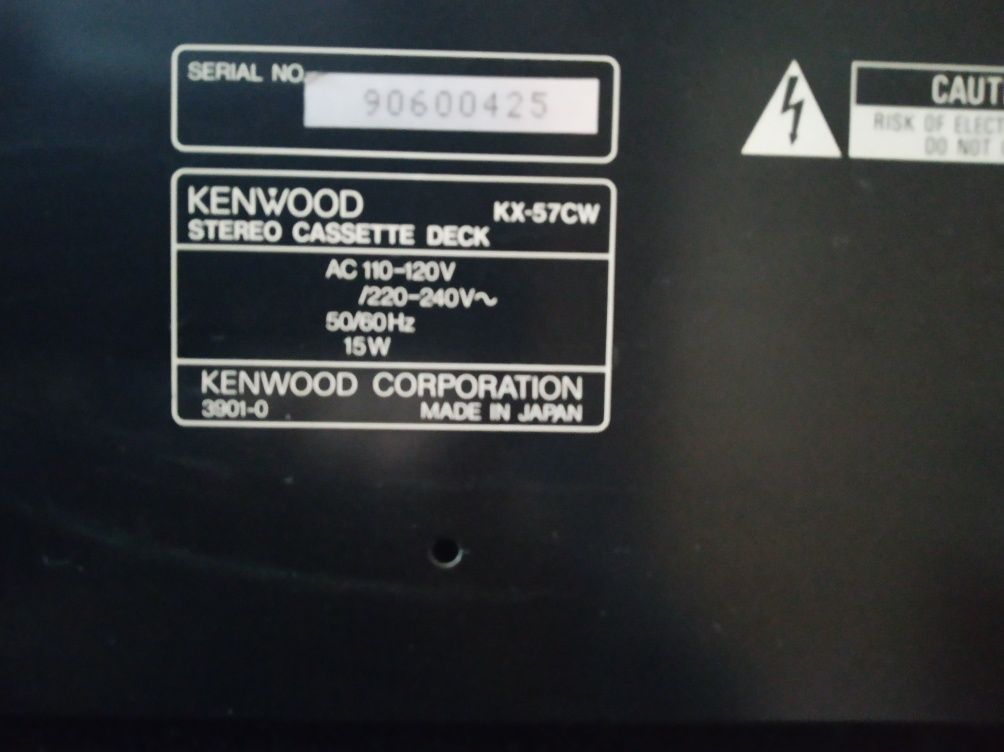 SERIAL NO.
90600425
KENWOOD KX-57CW
STEREO CASSETTE DECK
AC 110-120V
/220-240V~
50/60Hz
15W
KENWOOD CORPORATION
3901-0 MADE IN JAPAN
CAUT
RISK OF ELECT
DO NOT